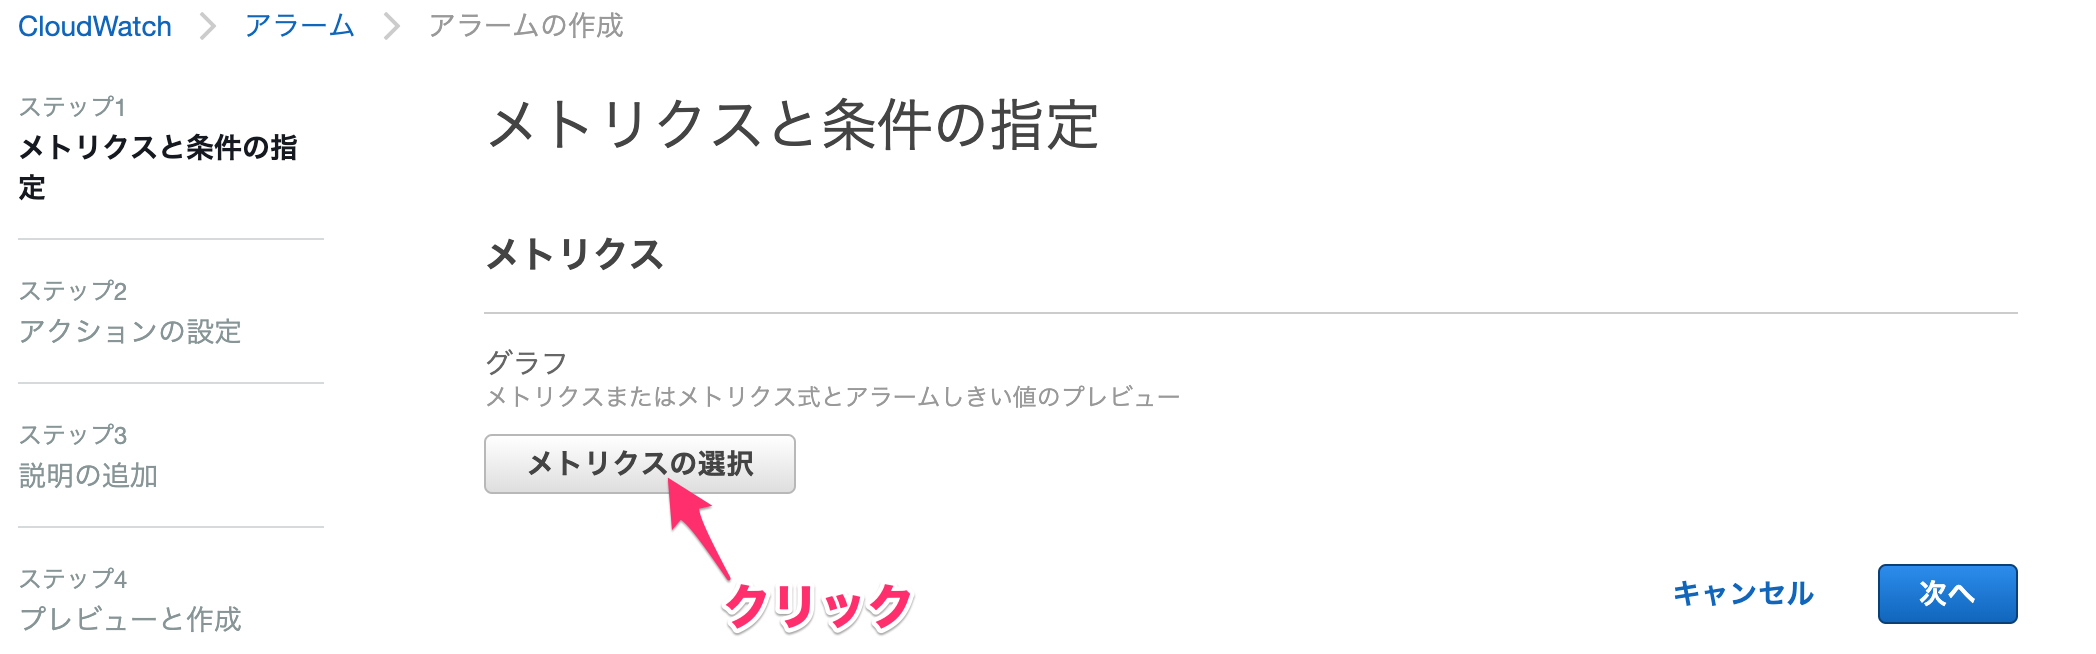 CloudWatch > アラーム > アラームの作成
ステップ1
メトリクスと条件の指
定
ステップ2
アクションの設定
ステップ3
説明の追加
ステップ4
プレビューと作成
メトリクスと条件の指定
メトリクス
グラフ
メトリクスまたはメトリクス式とアラームしきい値のプレビュー
メトリクスの選択
クリック
キャンセル
次へ